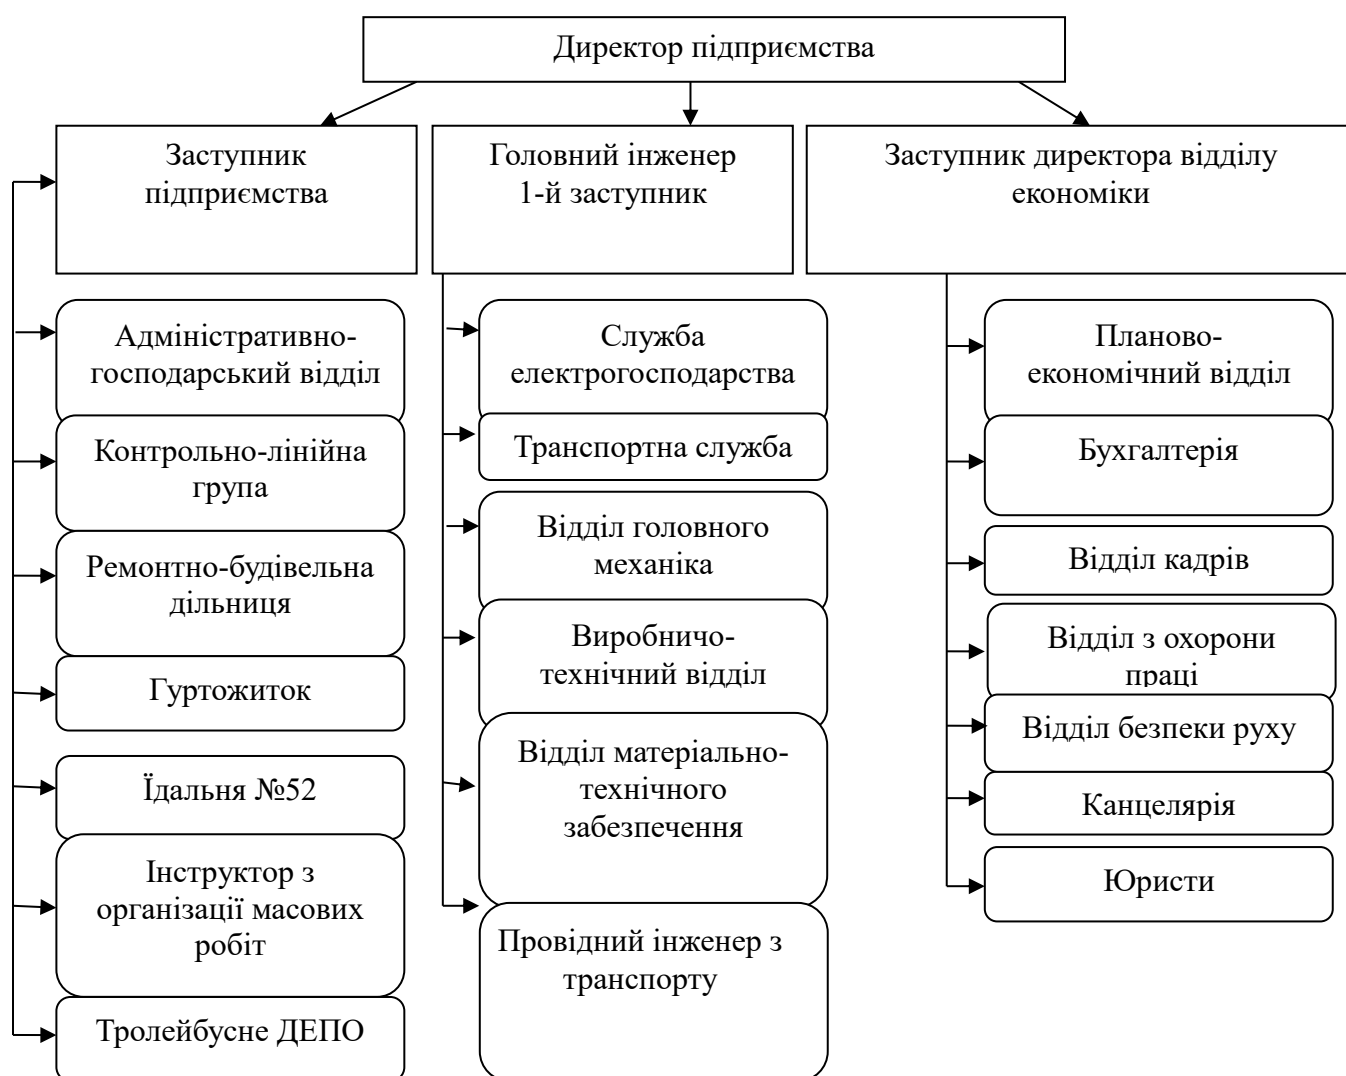 Директор підприємства
Заступник
підприємства
Головний інженер
1-й заступник
Заступник директора відділу
економіки
Адміністративно-
господарський відділ
Контрольно-лінійна
група
Ремонтно-будівельна
дільниця
Гуртожиток
Їдальня №52
Інструктор з
організації масових
робіт
Тролейбусне ДЕПО
Служба
електрогосподарства
Транспортна служба
Відділ головного
механіка
Виробничо-
технічний відділ
Відділ матеріально-
технічного
забезпечення
Провідний інженер з
транспорту
Планово-
економічний відділ
Бухгалтерія
Відділ кадрів
Відділ з охорони
праці
Відділ безпеки руху
Канцелярія
Юристи